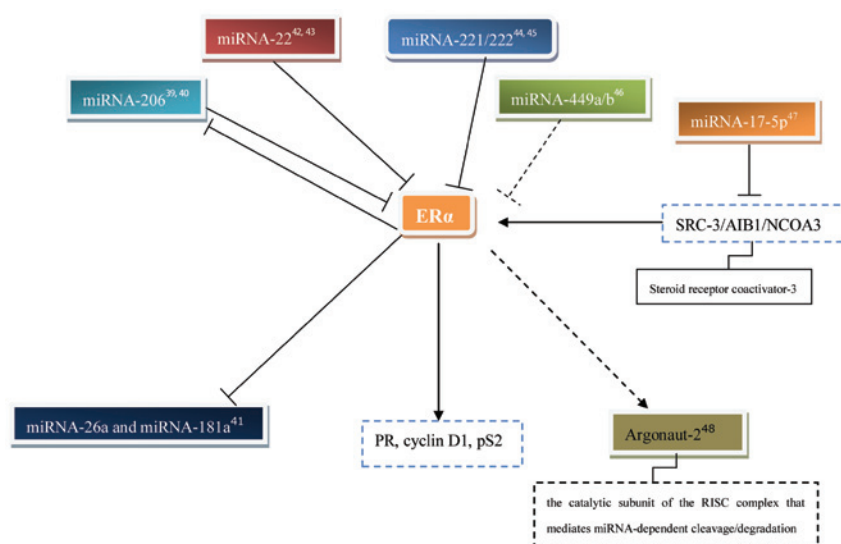 miRNA-2242, 43
miRNA-221/22244, 45
miRNA-20639, 40
miRNA-449a/b46
miRNA-17-5p47
ERα
SRC-3/AIB1/NCOA3
Steroid receptor coactivator-3
miRNA-26a and miRNA-181a41
PR, cyclin D1, pS2
Argonaut-248
the catalytic subunit of the RISC complex that
mediates miRNA-dependent cleavage/degradation